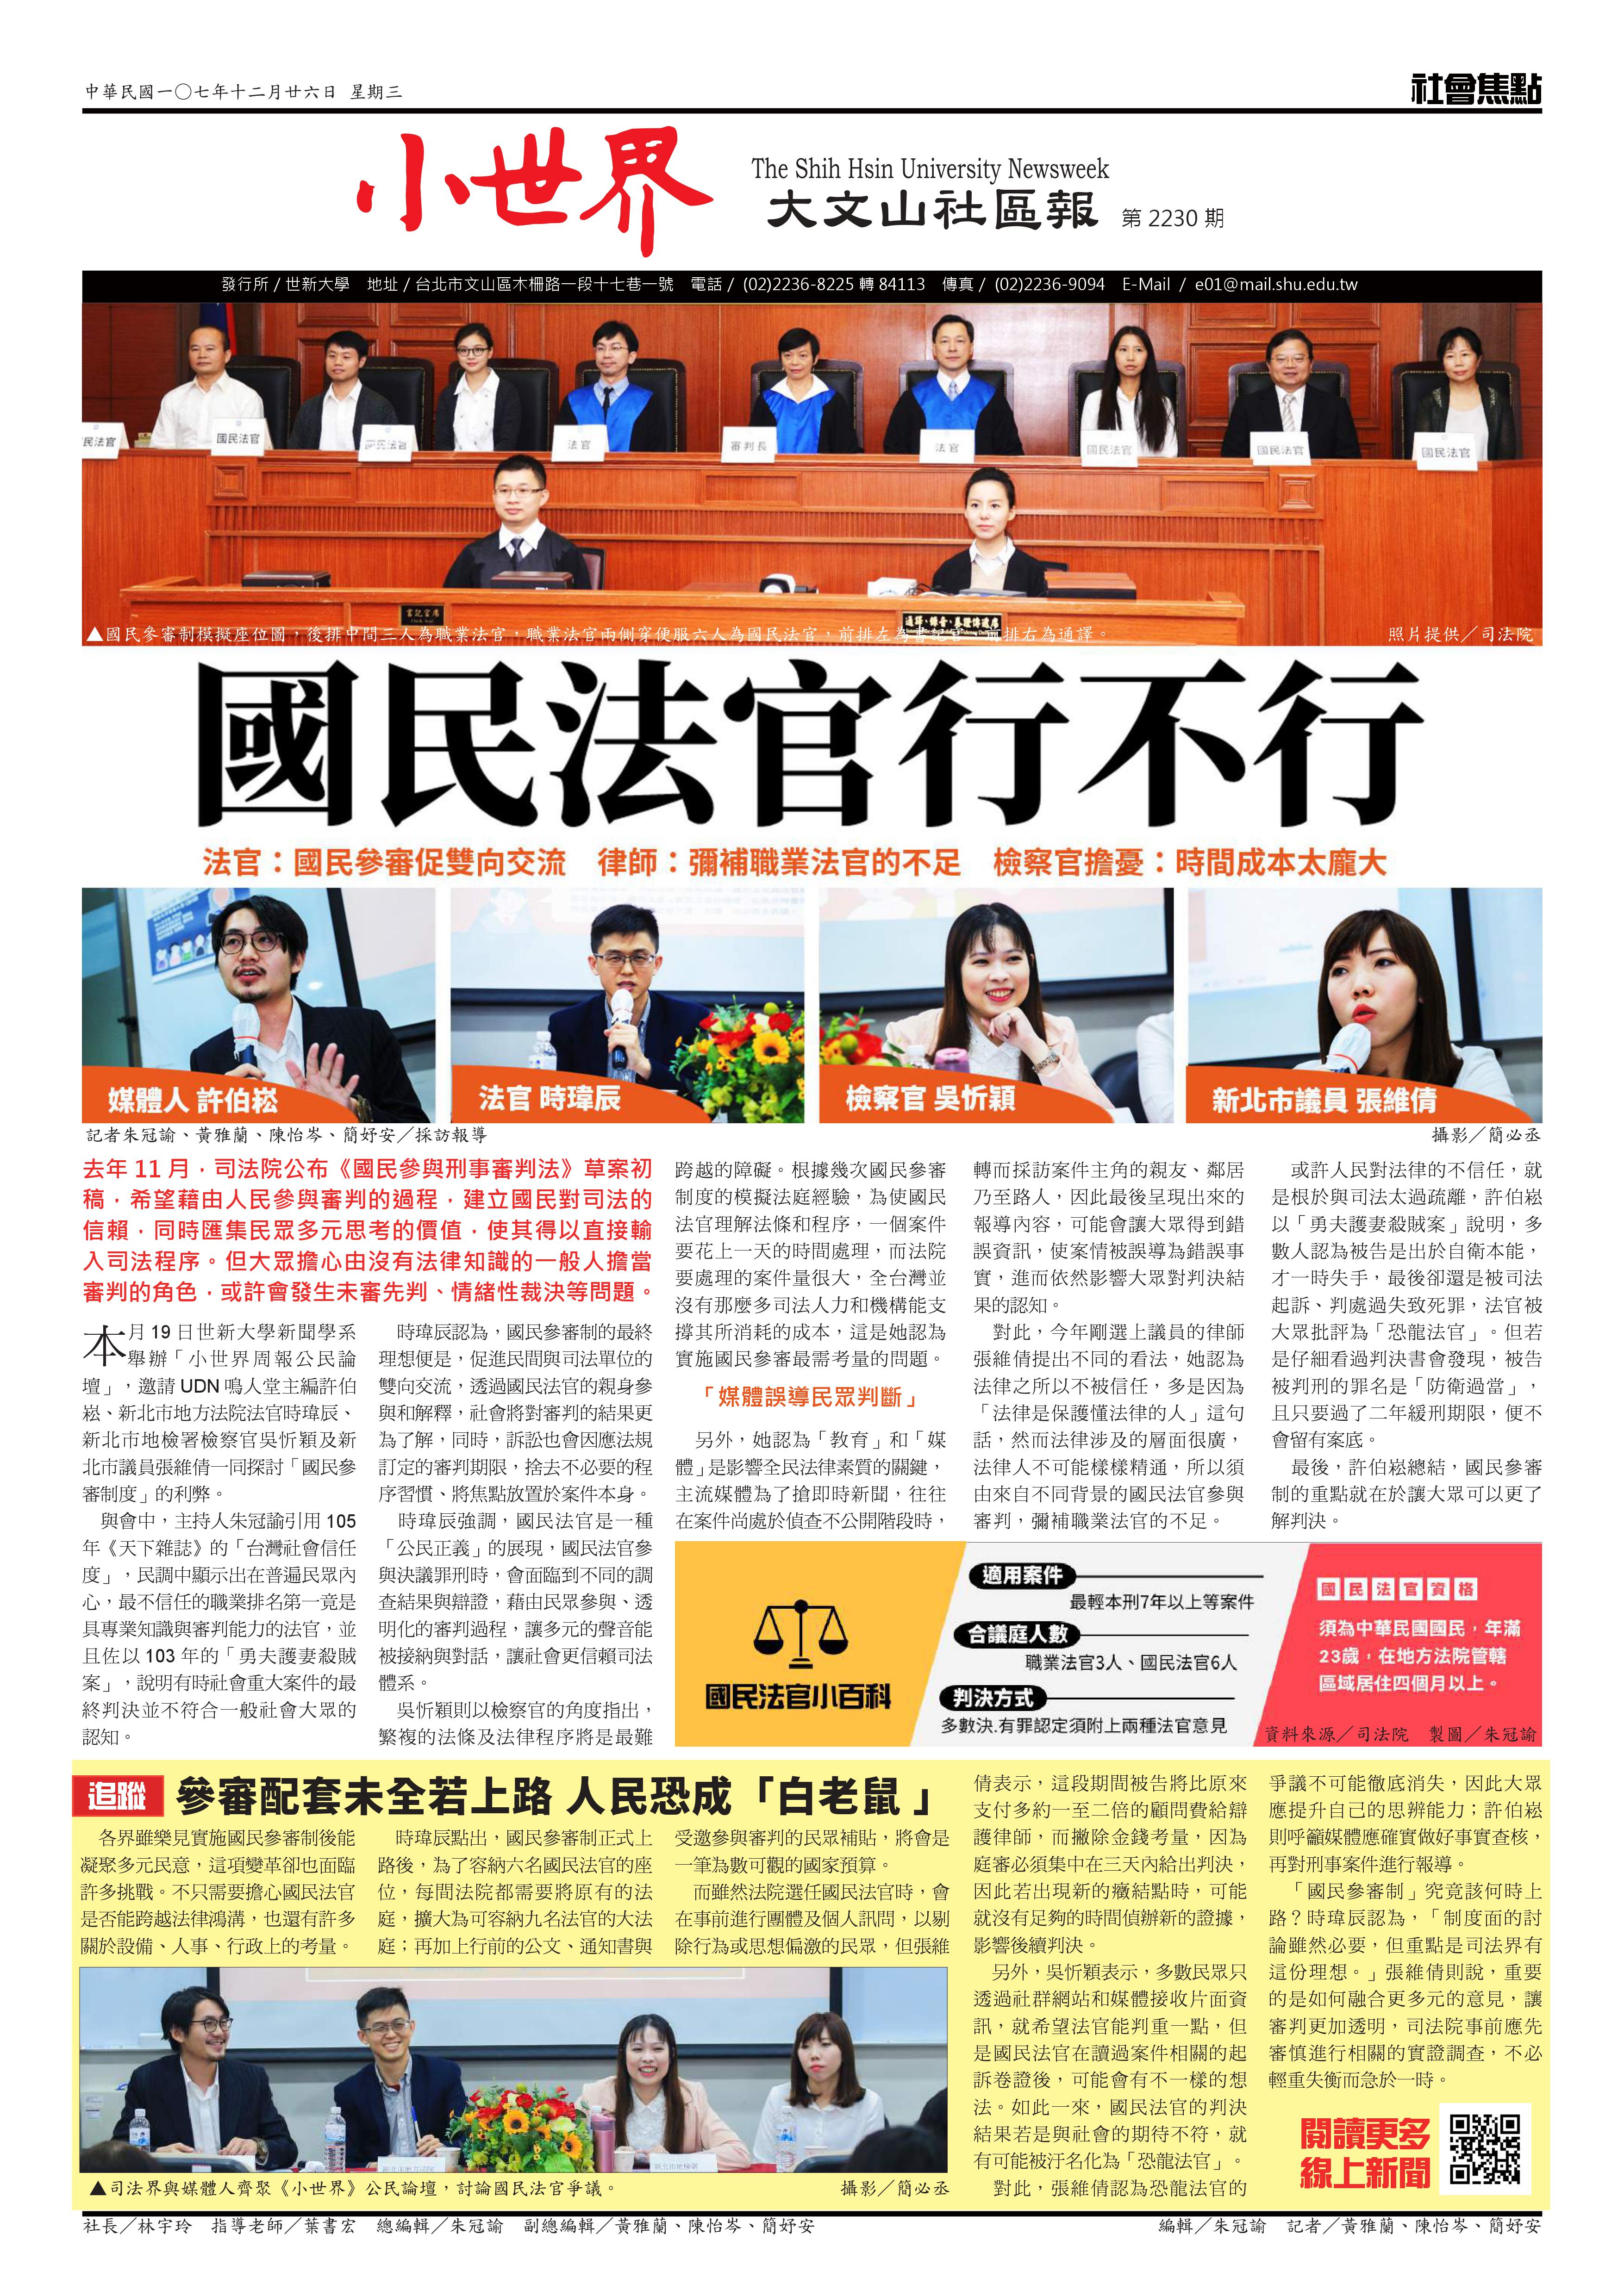 中華民國一〇七年十二月廿六日 星期三
社會焦點
小世界
The Shih Hsin University Newsweek
大文山社區報 第 2230 期
發行所 / 世新大學 地址 / 台北市文山區木柵路一段十七巷一號 電話 / (02)2236-8225 轉 84113 傳真 / (02)2236-9094 E-Mail / e01@mail.shu.edu.tw
民法官
國民法官
國民法官
法官
審判長
法官
國民法官
國民法官
國民法官
書記官席
▲國民參審制模擬座位圖，後排中間三人為職業法官，職業法官兩側穿便服六人為國民法官，前排左為書記官，前排右為通譯。
照片提供／司法院
國民法官行不行
法官：國民參審促雙向交流 律師：彌補職業法官的不足 檢察官擔憂：時間成本太龐大
媒體人 許伯崧
法官 時瑋辰
檢察官 吳忻穎
新北市議員 張維倩
記者朱冠諭、黃雅蘭、陳怡岑、簡妤安／採訪報導
攝影／簡必丞
去年 11 月，司法院公布《國民參與刑事審判法》草案初
稿，希望藉由人民參與審判的過程，建立國民對司法的
信賴，同時匯集民眾多元思考的價值，使其得以直接輸
入司法程序。但大眾擔心由沒有法律知識的一般人擔當
審判的角色，或許會發生未審先判、情緒性裁決等問題。
本月 19 日世新大學新聞學系
舉辦「小世界周報公民論
壇」，邀請 UDN 鳴人堂主編許伯
崧、新北市地方法院法官時瑋辰、
新北市地檢署檢察官吳忻穎及新
北市議員張維倩一同探討「國民參
審制度」的利弊。
與會中，主持人朱冠諭引用 105
年《天下雜誌》的「台灣社會信任
度」，民調中顯示出在普遍民眾內
心，最不信任的職業排名第一竟是
具專業知識與審判能力的法官，並
且佐以 103 年的「勇夫護妻殺賊
案」，說明有時社會重大案件的最
終判決並不符合一般社會大眾的
認知。
時瑋辰認為，國民參審制的最終
理想便是，促進民間與司法單位的
雙向交流，透過國民法官的親身參
與和解釋，社會將對審判的結果更
為了解，同時，訴訟也會因應法規
訂定的審判期限，捨去不必要的程
序習慣、將焦點放置於案件本身。
時瑋辰強調，國民法官是一種
「公民正義」的展現，國民法官參
與決議罪刑時，會面臨到不同的調
查結果與辯證，藉由民眾參與、透
明化的審判過程，讓多元的聲音能
被接納與對話，讓社會更信賴司法
體系。
吳忻穎則以檢察官的角度指出，
繁複的法條及法律程序將是最難
跨越的障礙。根據幾次國民參審
制度的模擬法庭經驗，為使國民
法官理解法條和程序，一個案件
要花上一天的時間處理，而法院
要處理的案件量很大，全台灣並
沒有那麼多司法人力和機構能支
撐其所消耗的成本，這是她認為
實施國民參審最需考量的問題。
「媒體誤導民眾判斷」
另外，她認為「教育」和「媒
體」是影響全民法律素質的關鍵，
主流媒體為了搶即時新聞，往往
在案件尚處於偵查不公開階段時，
轉而採訪案件主角的親友、鄰居
乃至路人，因此最後呈現出來的
報導內容，可能會讓大眾得到錯
誤資訊，使案情被誤導為錯誤事
實，進而依然影響大眾對判決結
果的認知。
對此，今年剛選上議員的律師
張維倩提出不同的看法，她認為
法律之所以不被信任，多是因為
「法律是保護懂法律的人」這句
話，然而法律涉及的層面很廣，
法律人不可能樣樣精通，所以須
由來自不同背景的國民法官參與
審判，彌補職業法官的不足。
或許人民對法律的不信任，就
是根於與司法太過疏離，許伯崧
以「勇夫護妻殺賊案」說明，多
數人認為被告是出於自衛本能，
才一時失手，最後卻還是被司法
起訴、判處過失致死罪，法官被
大眾批評為「恐龍法官」。但若
是仔細看過判決書會發現，被告
被判刑的罪名是「防衛過當」，
且只要過了二年緩刑期限，便不
會留有案底。
最後，許伯崧總結，國民參審
制的重點就在於讓大眾可以更了
解判決。
國民法官小百科
適用案件
最輕本刑7年以上等案件
合議庭人數
職業法官3人、國民法官6人
判決方式
多數決.有罪認定須附上兩種法官意見
國民法官資格
須為中華民國國民，年滿
23歲，在地方法院管轄
區域居住四個月以上。
資料來源／司法院 製圖／朱冠諭
追蹤 參審配套未全若上路 人民恐成「白老鼠」
各界雖樂見實施國民參審制後能
凝聚多元民意，這項變革卻也面臨
許多挑戰。不只需要擔心國民法官
是否能跨越法律鴻溝，也還有許多
關於設備、人事、行政上的考量。
時瑋辰點出，國民參審制正式上
路後，為了容納六名國民法官的座
位，每間法院都需要將原有的法
庭，擴大為可容納九名法官的大法
庭；再加上行前的公文、通知書與
受邀參與審判的民眾補貼，將會是
一筆為數可觀的國家預算。
而雖然法院選任國民法官時，會
在事前進行團體及個人訊問，以剔
除行為或思想偏激的民眾，但張維
倩表示，這段期間被告將比原來
支付多約一至二倍的顧問費給辯
護律師，而撇除金錢考量，因為
庭審必須集中在三天內給出判決，
因此若出現新的癥結點時，可能
就沒有足夠的時間偵辦新的證據，
影響後續判決。
另外，吳忻穎表示，多數民眾只
透過社群網站和媒體接收片面資
訊，就希望法官能判重一點，但
是國民法官在讀過案件相關的起
訴卷證後，可能會有不一樣的想
法。如此一來，國民法官的判決
結果若是與社會的期待不符，就
有可能被汙名化為「恐龍法官」。
對此，張維倩認為恐龍法官的
爭議不可能徹底消失，因此大眾
應提升自己的思辨能力；許伯崧
則呼籲媒體應確實做好事實查核，
再對刑事案件進行報導。
「國民參審制」究竟該何時上
路？時瑋辰認為，「制度面的討
論雖然必要，但重點是司法界有
這份理想。」張維倩則說，重要
的是如何融合更多元的意見，讓
審判更加透明，司法院事前應先
審慎進行相關的實證調查，不必
輕重失衡而急於一時。
▲司法界與媒體人齊聚《小世界》公民論壇，討論國民法官爭議。
攝影／簡必丞
閱讀更多
線上新聞
社長／林宇玲 指導老師／葉書宏 總編輯／朱冠諭 副總編輯／黃雅蘭、陳怡岑、簡妤安
編輯／朱冠諭 記者／黃雅蘭、陳怡岑、簡妤安